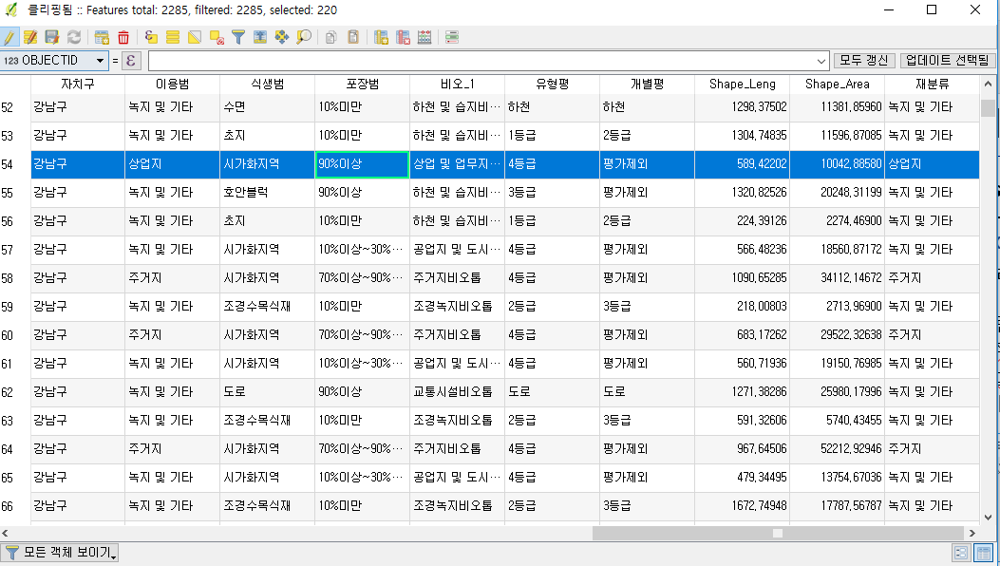 클리핑됨 :: Features total: 2285, filtered: 2285, selected: 220
123 OBJECTID = ε 모두 갱신 업데이트 선택됨
자치구 이용범 식생범 포장범 비오_1 유형평 개별평 Shape_Leng Shape_Area 재분류
52 강남구 녹지 및 기타 수면 10%미만 하천 및 습지비… 하천 하천 1298,37502 11381,85960 녹지 및 기타
53 강남구 녹지 및 기타 초지 10%미만 하천 및 습지비… 1등급 2등급 1304,74835 11596,87085 녹지 및 기타
54 강남구 상업지 시가화지역 90%이상 상업 및 업무지… 4등급 평가제외 589,42202 10042,88580 상업지
55 강남구 녹지 및 기타 호안블럭 90%이상 하천 및 습지비… 3등급 평가제외 1320,82526 20248,31199 녹지 및 기타
56 강남구 녹지 및 기타 초지 10%미만 하천 및 습지비… 1등급 2등급 224,39126 2274,46900 녹지 및 기타
57 강남구 녹지 및 기타 시가화지역 10%이상~30%… 공업지 및 도시… 4등급 평가제외 566,48236 18560,87172 녹지 및 기타
58 강남구 주거지 시가화지역 70%이상~90%… 주거지비오톱 4등급 평가제외 1090,65285 34112,14672 주거지
59 강남구 녹지 및 기타 조경수목식재 10%미만 조경녹지비오톱 2등급 3등급 218,00803 2713,96900 녹지 및 기타
60 강남구 주거지 시가화지역 70%이상~90%… 주거지비오톱 4등급 평가제외 683,17262 29522,32638 주거지
61 강남구 녹지 및 기타 시가화지역 10%이상~30%… 공업지 및 도시… 4등급 평가제외 560,71936 19150,76985 녹지 및 기타
62 강남구 녹지 및 기타 도로 90%이상 교통시설비오톱 도로 도로 1271,38286 25980,17996 녹지 및 기타
63 강남구 녹지 및 기타 조경수목식재 10%미만 조경녹지비오톱 2등급 3등급 591,32606 5740,43455 녹지 및 기타
64 강남구 주거지 시가화지역 70%이상~90%… 주거지비오톱 4등급 평가제외 967,64506 52212,92946 주거지
65 강남구 녹지 및 기타 시가화지역 10%이상~30%… 공업지 및 도시… 4등급 평가제외 479,34495 13754,67036 녹지 및 기타
66 강남구 녹지 및 기타 조경수목식재 10%미만 조경녹지비오톱 2등급 3등급 1672,74948 17787,56787 녹지 및 기타
모든 객체 보이기